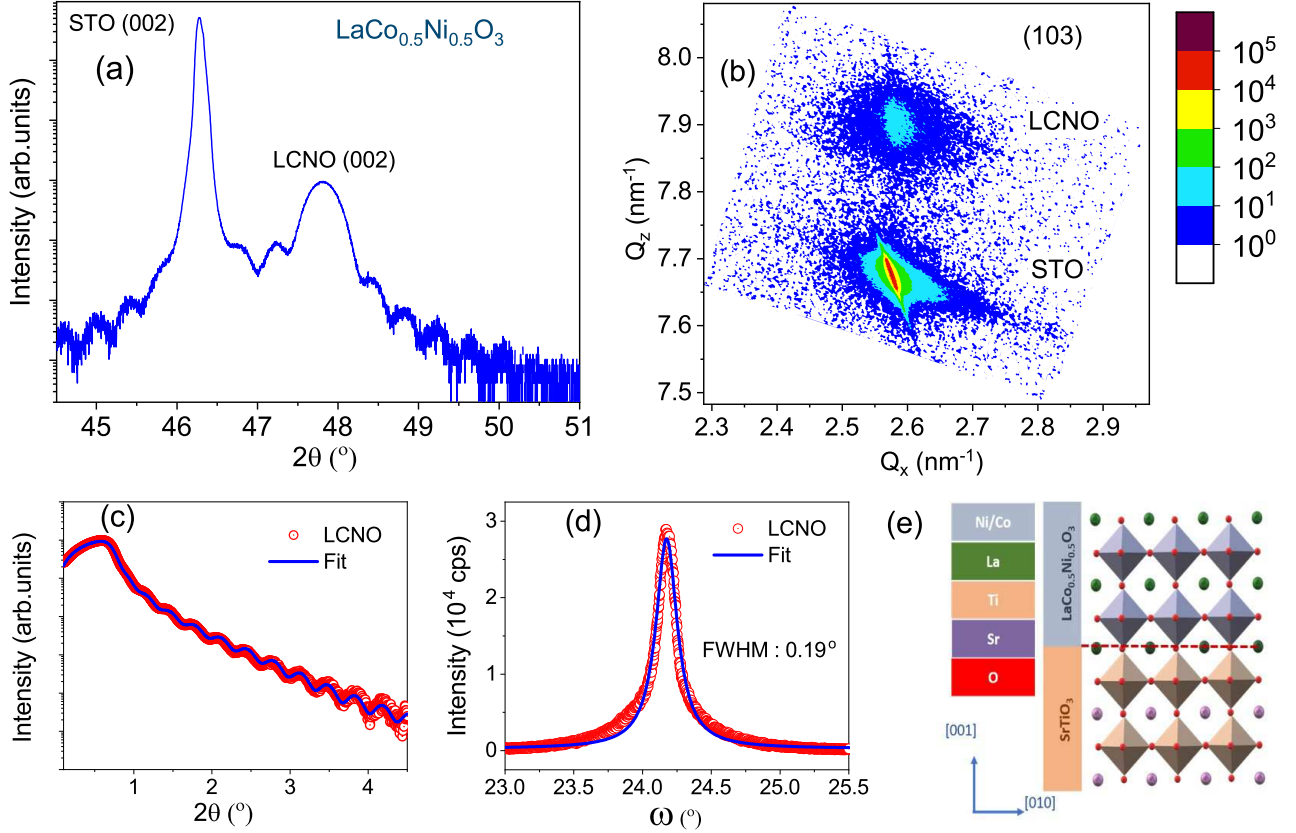 STO (002)
LaCo0.5Ni0.5O3
(a)
LCNO (002)
Intensity (arb.units)
45 46 47 48 49 50 51
2θ (°)
(b)
(103)
LCNO
STO
8.0
7.9
7.8
7.7
7.6
7.5
Qz (nm-1)
2.3 2.4 2.5 2.6 2.7 2.8 2.9
Qx (nm-1)
10^5
10^4
10^3
10^2
10^1
10^0
(c)
LCNO
Fit
Intensity (arb.units)
1 2 3 4
2θ (°)
(d)
LCNO
Fit
FWHM : 0.19°
3
2
1
0
Intensity (10^4 cps)
23.0 23.5 24.0 24.5 25.0 25.5
ω (°)
(e)
Ni/Co
La
Ti
Sr
O
LaCo0.5Ni0.5O3
SrTiO3
[001]
[010]